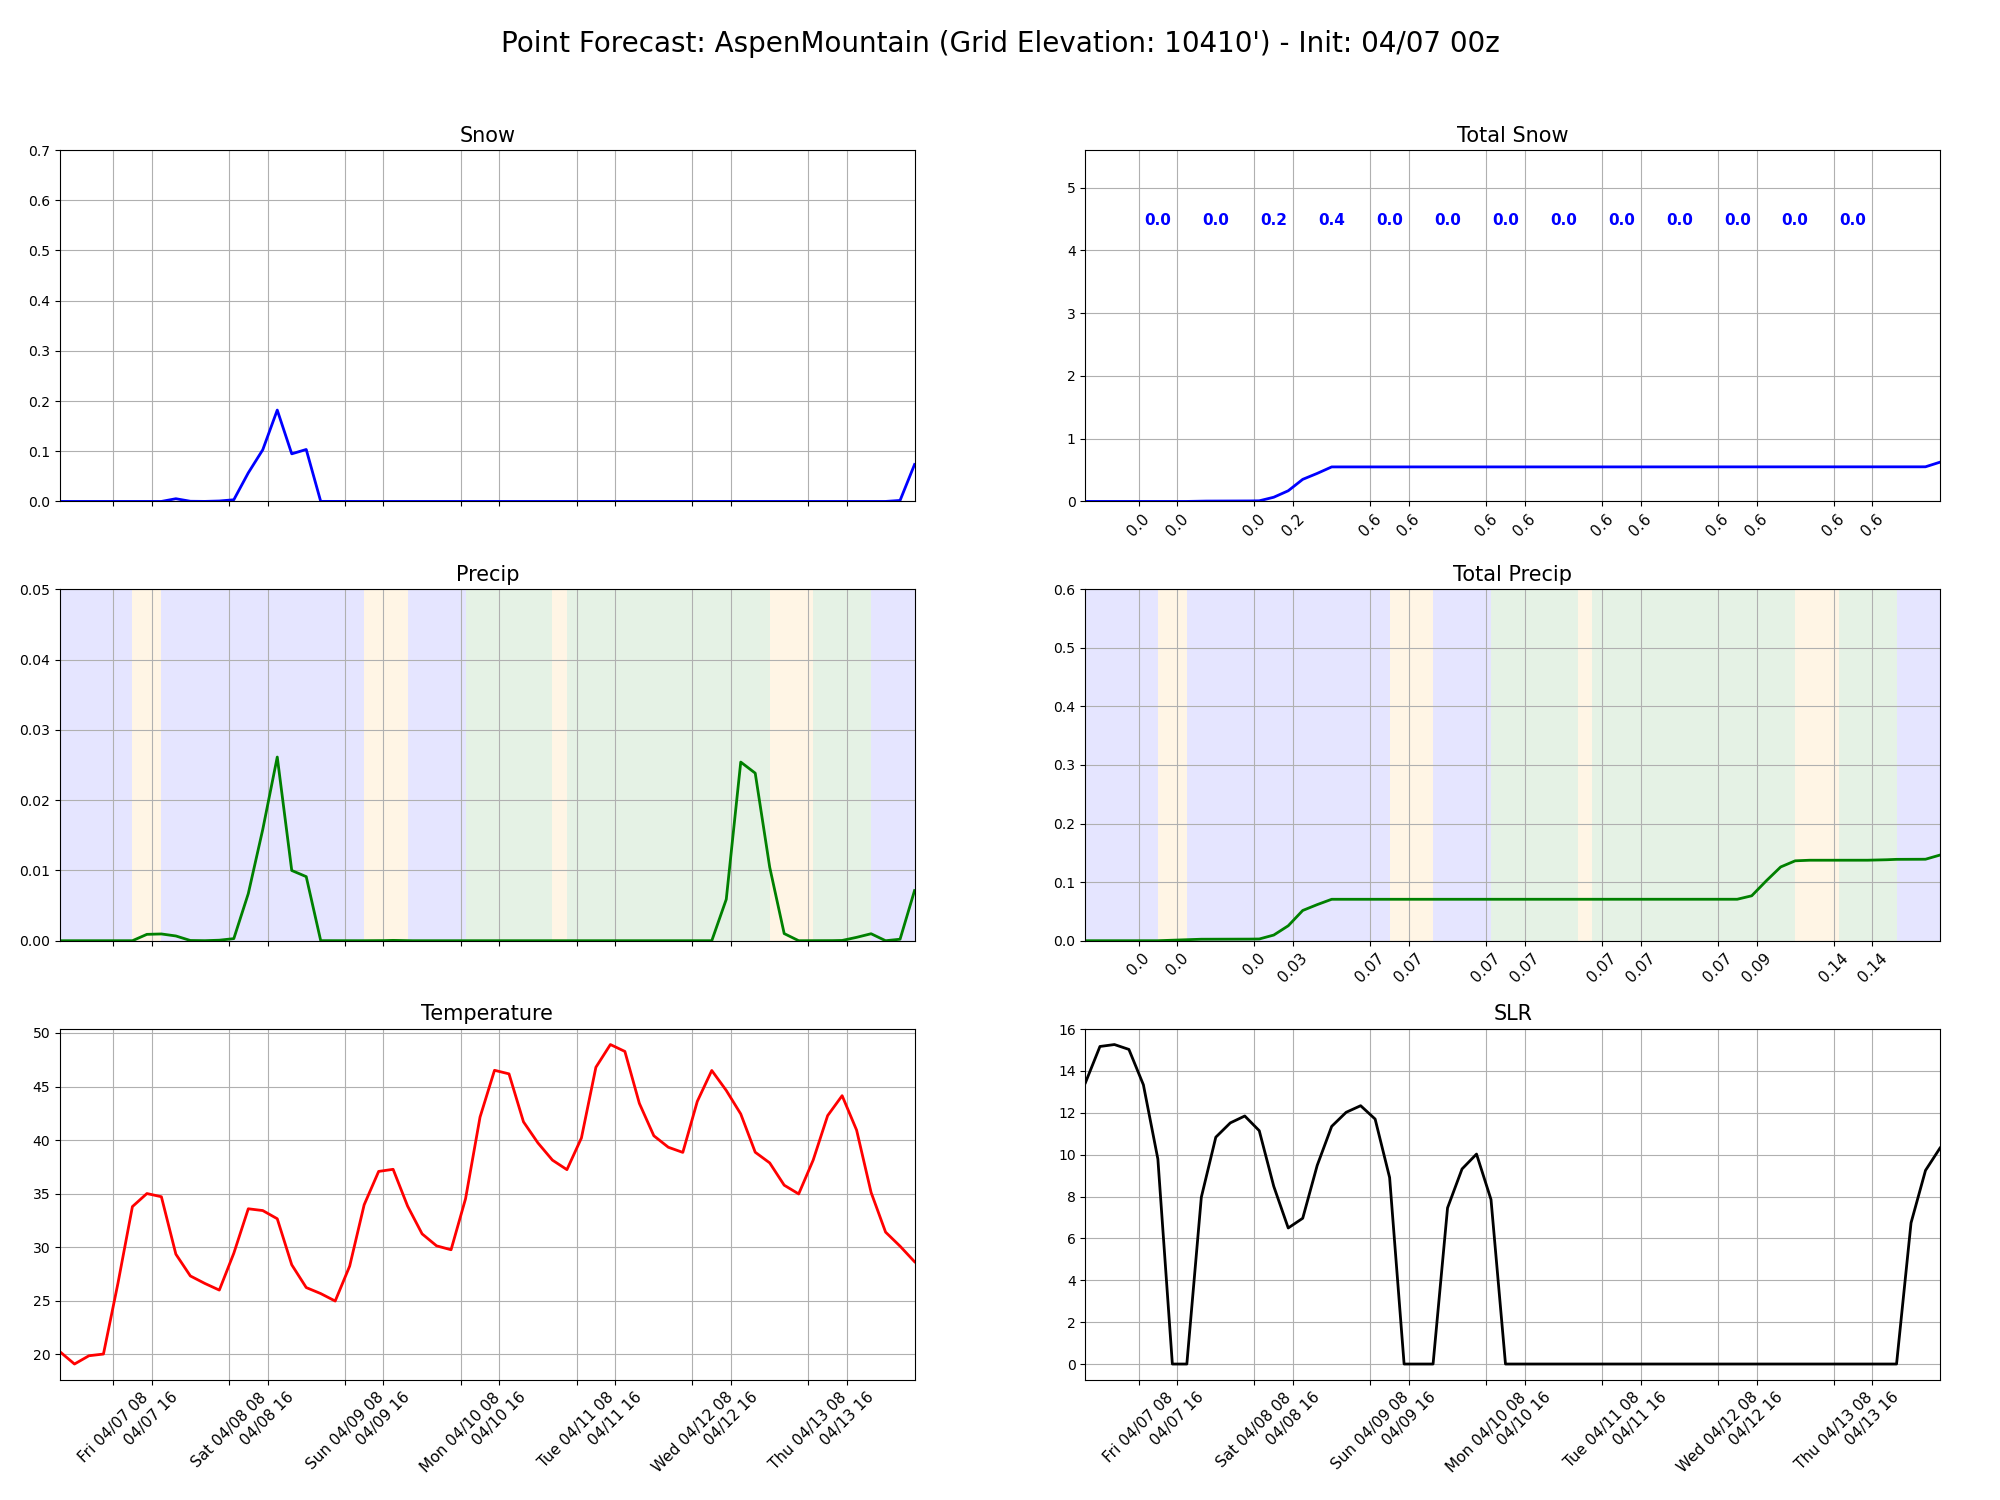 Point Forecast: AspenMountain (Grid Elevation: 10410') - Init: 04/07 00z
Snow
0.7
0.6
0.5
0.4
0.3
0.2
0.1
0.0
Total Snow
5
4
3
2
1
0
0.0 0.0 0.2 0.4 0.0 0.0 0.0 0.0 0.0 0.0 0.0 0.0 0.0
0.0 0.0 0.0 0.2 0.6 0.6 0.6 0.6 0.6 0.6 0.6 0.6 0.6 0.6
Precip
0.05
0.04
0.03
0.02
0.01
0.00
Total Precip
0.6
0.5
0.4
0.3
0.2
0.1
0.0
0.0 0.0 0.0 0.03 0.07 0.07 0.07 0.07 0.07 0.07 0.07 0.09 0.14 0.14
Temperature
50
45
40
35
30
25
20
Fri 04/07 08
04/07 16
Sat 04/08 08
04/08 16
Sun 04/09 08
04/09 16
Mon 04/10 08
04/10 16
Tue 04/11 08
04/11 16
Wed 04/12 08
04/12 16
Thu 04/13 08
04/13 16
SLR
16
14
12
10
8
6
4
2
0
Fri 04/07 08
04/07 16
Sat 04/08 08
04/08 16
Sun 04/09 08
04/09 16
Mon 04/10 08
04/10 16
Tue 04/11 08
04/11 16
Wed 04/12 08
04/12 16
Thu 04/13 08
04/13 16